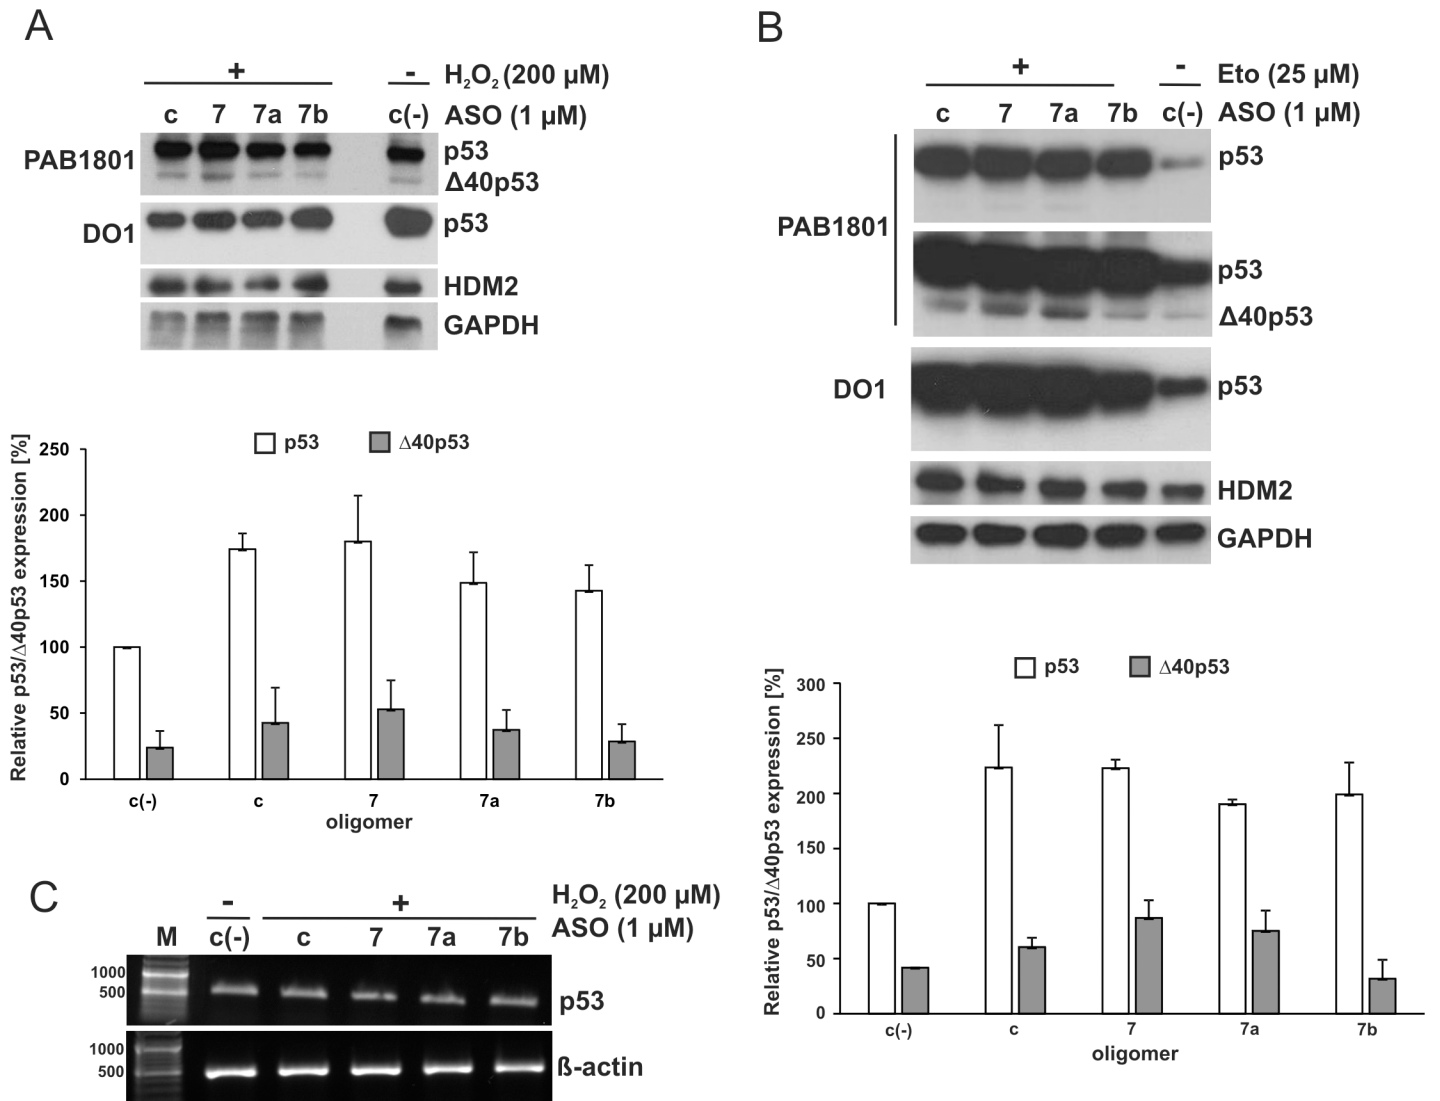 A
+ - H₂O₂ (200 µM)
c 7 7a 7b c(-) ASO (1 µM)
PAB1801 p53
Δ40p53
DO1 p53
HDM2
GAPDH
p53 Δ40p53
Relative p53/Δ40p53 expression [%]
250
200
150
100
50
0
c(-) c 7 7a 7b
oligomer
B
+ - Eto (25 µM)
c 7 7a 7b c(-) ASO (1 µM)
p53
PAB1801
p53
Δ40p53
DO1 p53
HDM2
GAPDH
p53 Δ40p53
Relative p53/Δ40p53 expression [%]
300
250
200
150
100
50
0
c(-) c 7 7a 7b
oligomer
C
- + H₂O₂ (200 µM)
M c(-) c 7 7a 7b ASO (1 µM)
1000
500 p53
1000
500 ß-actin